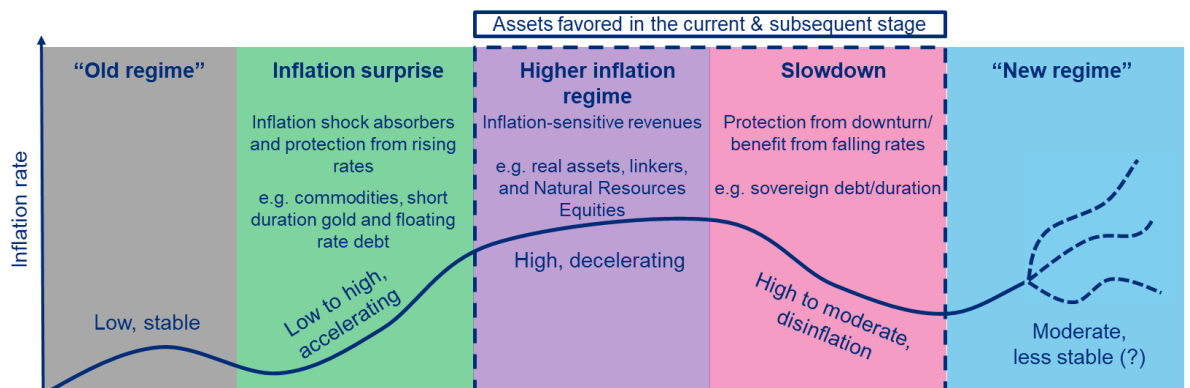 Assets favored in the current & subsequent stage
Inflation rate
“Old regime”
Low, stable
Inflation surprise
Inflation shock absorbers
and protection from rising
rates
e.g. commodities, short
duration gold and floating
rate debt
Low to high,
accelerating
Higher inflation
regime
Inflation-sensitive revenues
e.g. real assets, linkers,
and Natural Resources
Equities
High, decelerating
Slowdown
Protection from downturn/
benefit from falling rates
e.g. sovereign debt/duration
High to moderate,
disinflation
“New regime”
Moderate,
less stable (?)